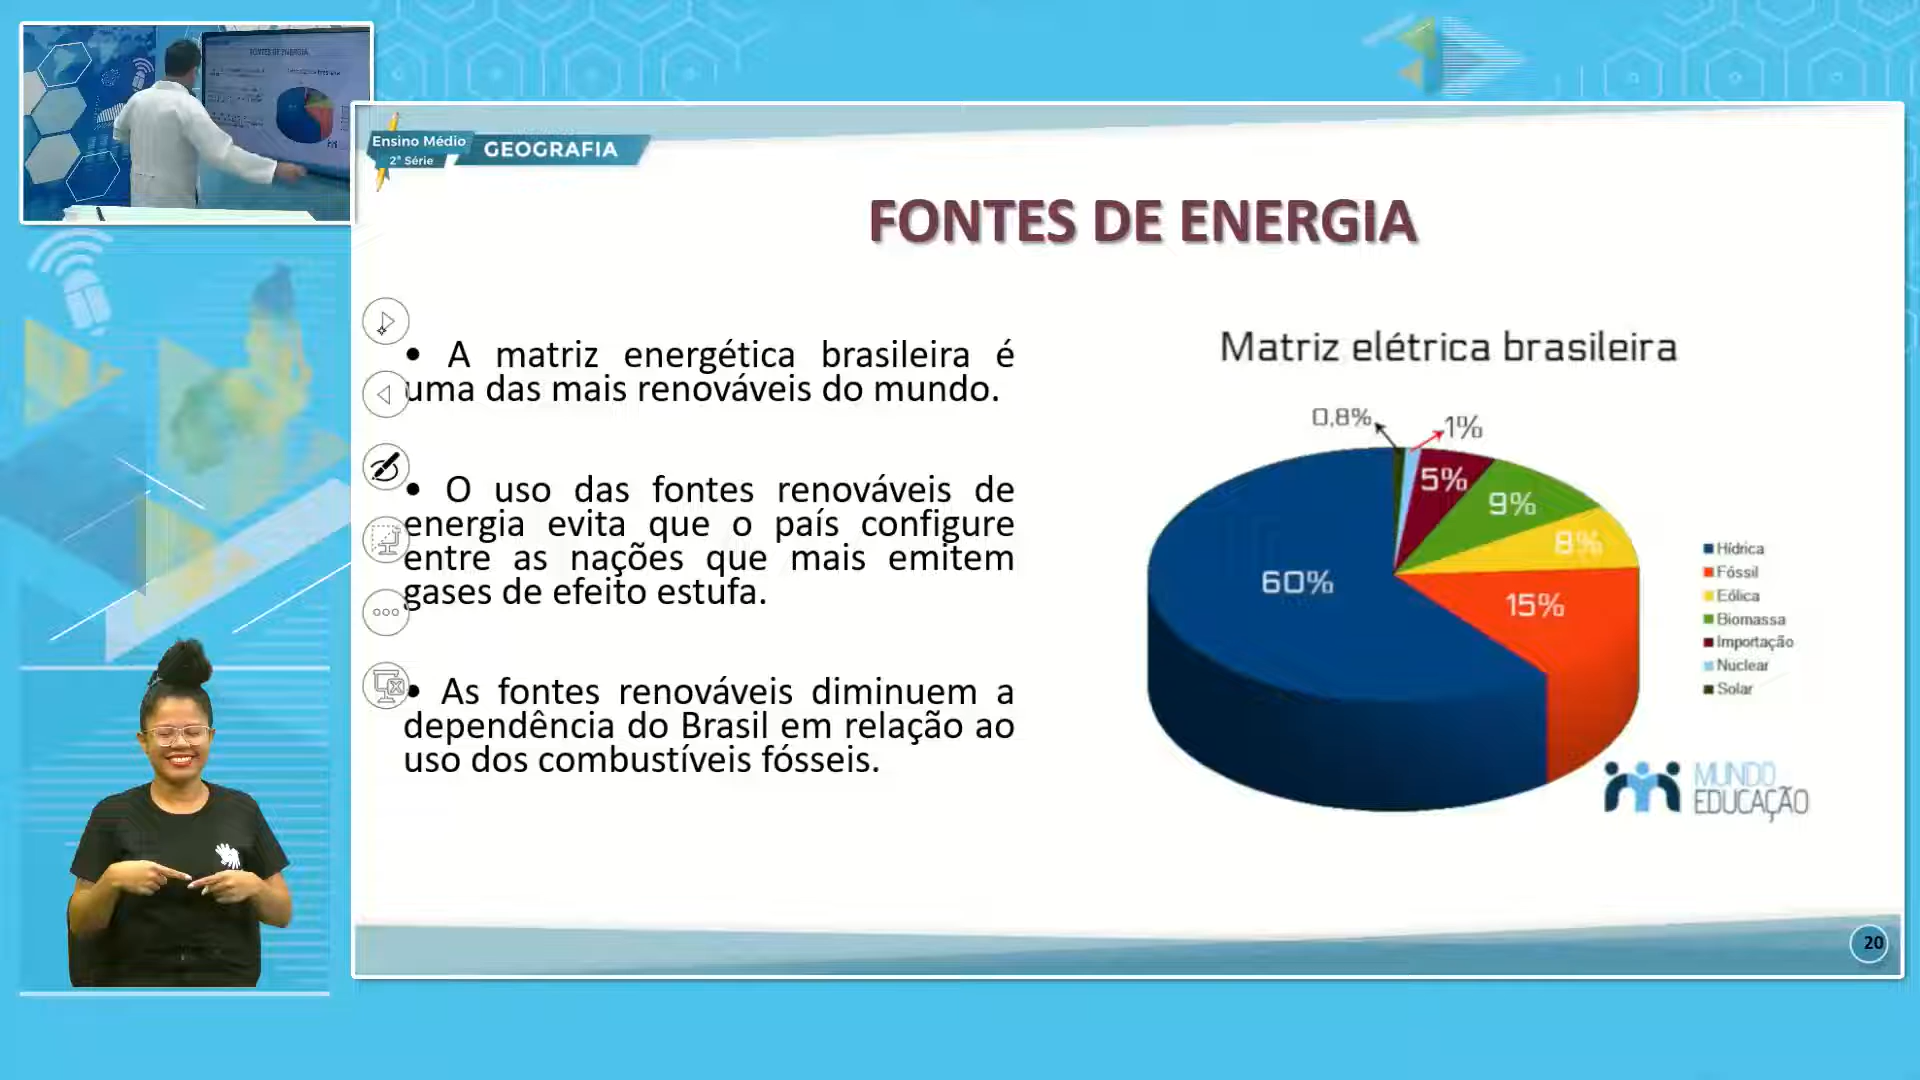 FONTES DE ENERGIA
Ensino Médio
2ª Série
GEOGRAFIA
FONTES DE ENERGIA
• A matriz energética brasileira é
uma das mais renováveis do mundo.
• O uso das fontes renováveis de
energia evita que o país configure
entre as nações que mais emitem
gases de efeito estufa.
• As fontes renováveis diminuem a
dependência do Brasil em relação ao
uso dos combustíveis fósseis.
Matriz elétrica brasileira
0,8%
1%
5%
9%
8%
60%
15%
Hídrica
Fóssil
Eólica
Biomassa
Importação
Nuclear
Solar
MUNDO
EDUCAÇÃO
20